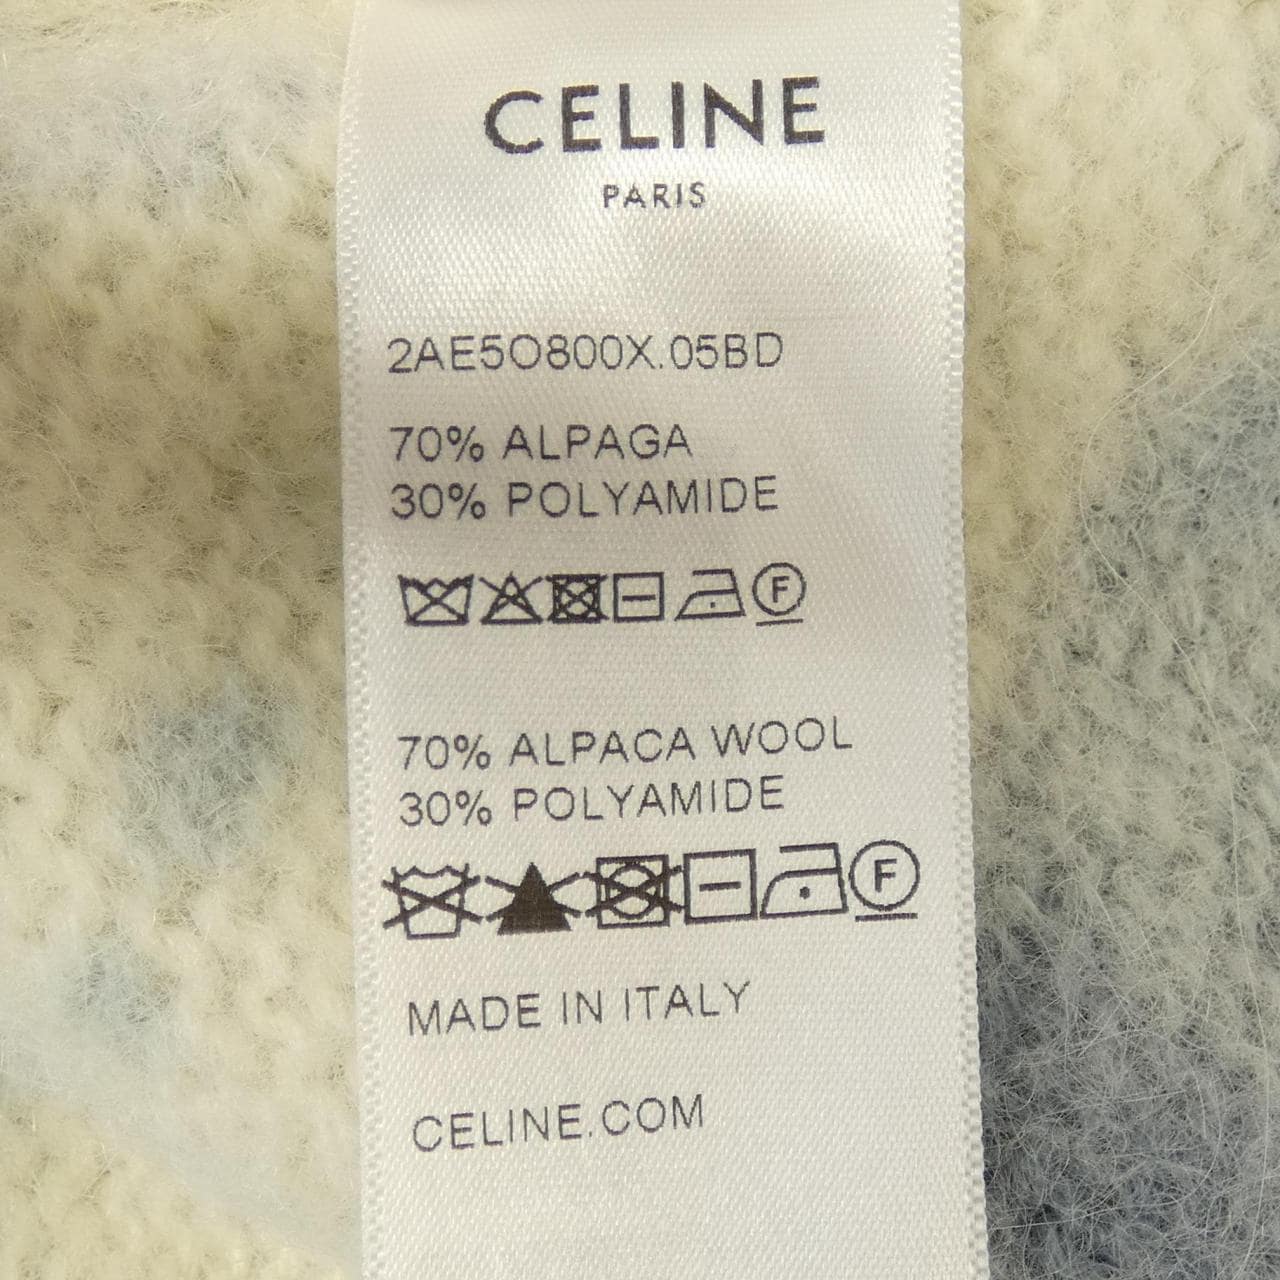 CELINE
PARIS
2AE5O800X.05BD
70% ALPAGA
30% POLYAMIDE
F
70% ALPACA WOOL
30% POLYAMIDE
F
MADE IN ITALY
CELINE.COM